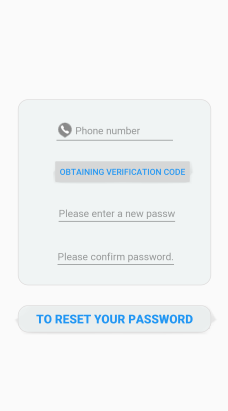 Phone number
OBTAINING VERIFICATION CODE
Please enter a new passw
Please confirm password.
TO RESET YOUR PASSWORD